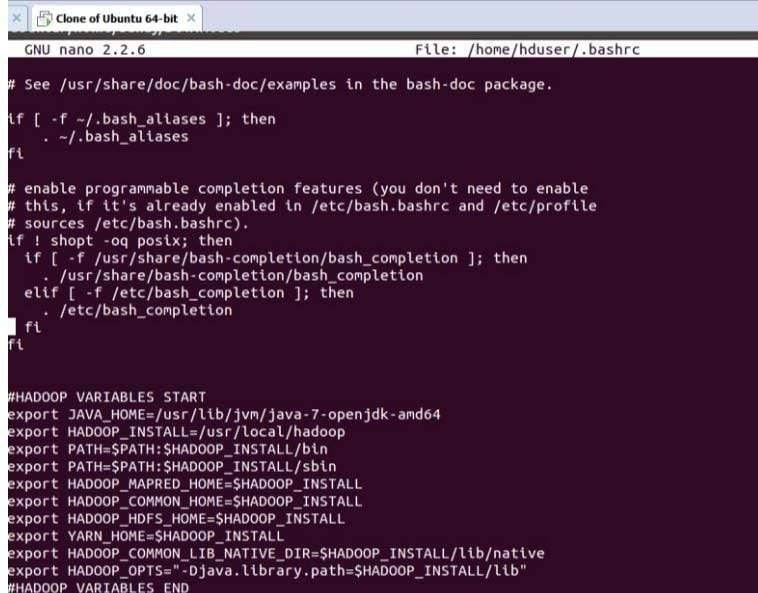 Clone of Ubuntu 64-bit
GNU nano 2.2.6 File: /home/hduser/.bashrc
# See /usr/share/doc/bash-doc/examples in the bash-doc package.
if [ -f ~/.bash_aliases ]; then
    . ~/.bash_aliases
fi
# enable programmable completion features (you don't need to enable
# this, if it's already enabled in /etc/bash.bashrc and /etc/profile
# sources /etc/bash.bashrc).
if ! shopt -oq posix; then
  if [ -f /usr/share/bash-completion/bash_completion ]; then
    . /usr/share/bash-completion/bash_completion
  elif [ -f /etc/bash_completion ]; then
    . /etc/bash_completion
  fi
fi
#HADOOP VARIABLES START
export JAVA_HOME=/usr/lib/jvm/java-7-openjdk-amd64
export HADOOP_INSTALL=/usr/local/hadoop
export PATH=$PATH:$HADOOP_INSTALL/bin
export PATH=$PATH:$HADOOP_INSTALL/sbin
export HADOOP_MAPRED_HOME=$HADOOP_INSTALL
export HADOOP_COMMON_HOME=$HADOOP_INSTALL
export HADOOP_HDFS_HOME=$HADOOP_INSTALL
export YARN_HOME=$HADOOP_INSTALL
export HADOOP_COMMON_LIB_NATIVE_DIR=$HADOOP_INSTALL/lib/native
export HADOOP_OPTS="-Djava.library.path=$HADOOP_INSTALL/lib"
#HADOOP VARIABLES END